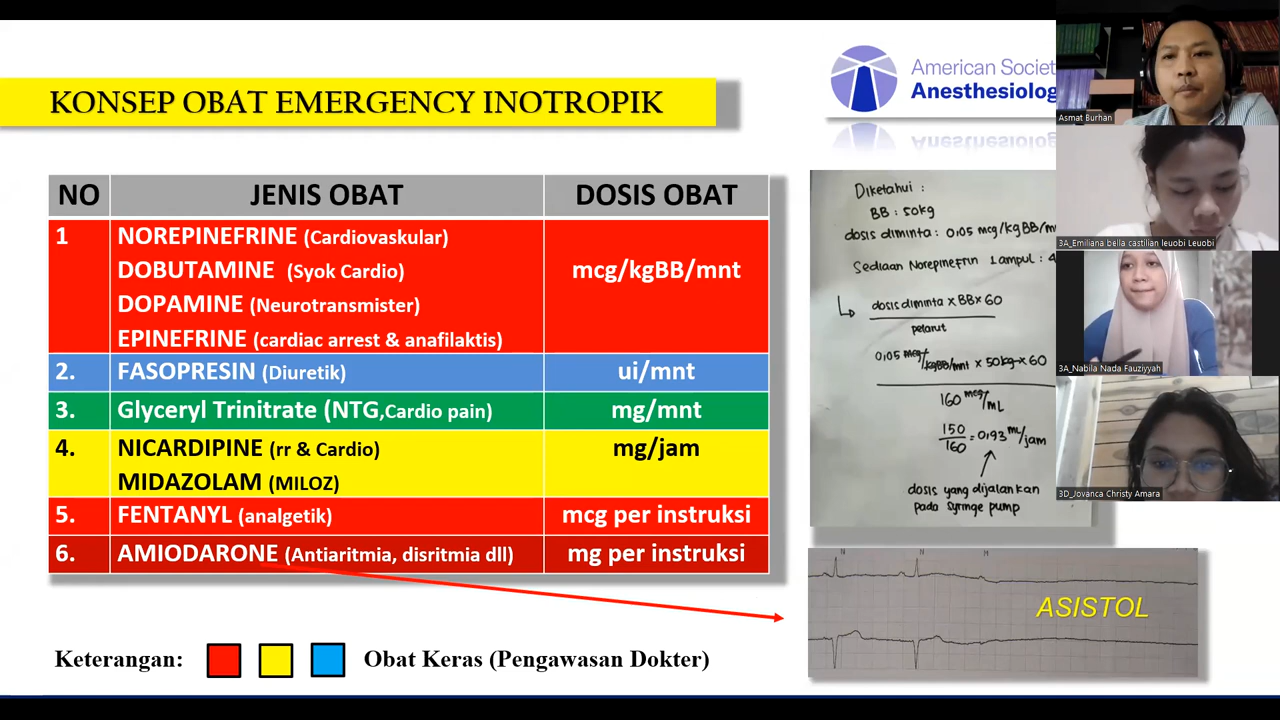 KONSEP OBAT EMERGENCY INOTROPIK
American Societ
Anesthesiolog
NO JENIS OBAT DOSIS OBAT
1 NOREPINEFRINE (Cardiovaskular)
DOBUTAMINE (Syok Cardio) mcg/kgBB/mnt
DOPAMINE (Neurotransmister)
EPINEFRINE (cardiac arrest & anafilaktis)
2. FASOPRESIN (Diuretik) ui/mnt
3. Glyceryl Trinitrate (NTG,Cardio pain) mg/mnt
4. NICARDIPINE (rr & Cardio) mg/jam
MIDAZOLAM (MILOZ)
5. FENTANYL (analgetik) mcg per instruksi
6. AMIODARONE (Antiaritmia, disritmia dll) mg per instruksi
Keterangan: Obat Keras (Pengawasan Dokter)
Diketahui :
BB : 50kg
dosis diminta : 0,05 mcg/kgBB/m
Sediaan Norepinefrin 1 ampul : 4
dosis diminta x BB x 60
pelarut
0,05 mcg/kgBB/mnt x 50kg x 60
160 mcg/mL
150
160 = 0,93 mL/jam
dosis yang dijalankan
pada syringe pump
ASISTOL
Asmat Burhan
3A_Emiliana bella castilian leuobi Leuobi
3A_Nabila Nada Fauziyyah
3D_Jovanca Christy Amara